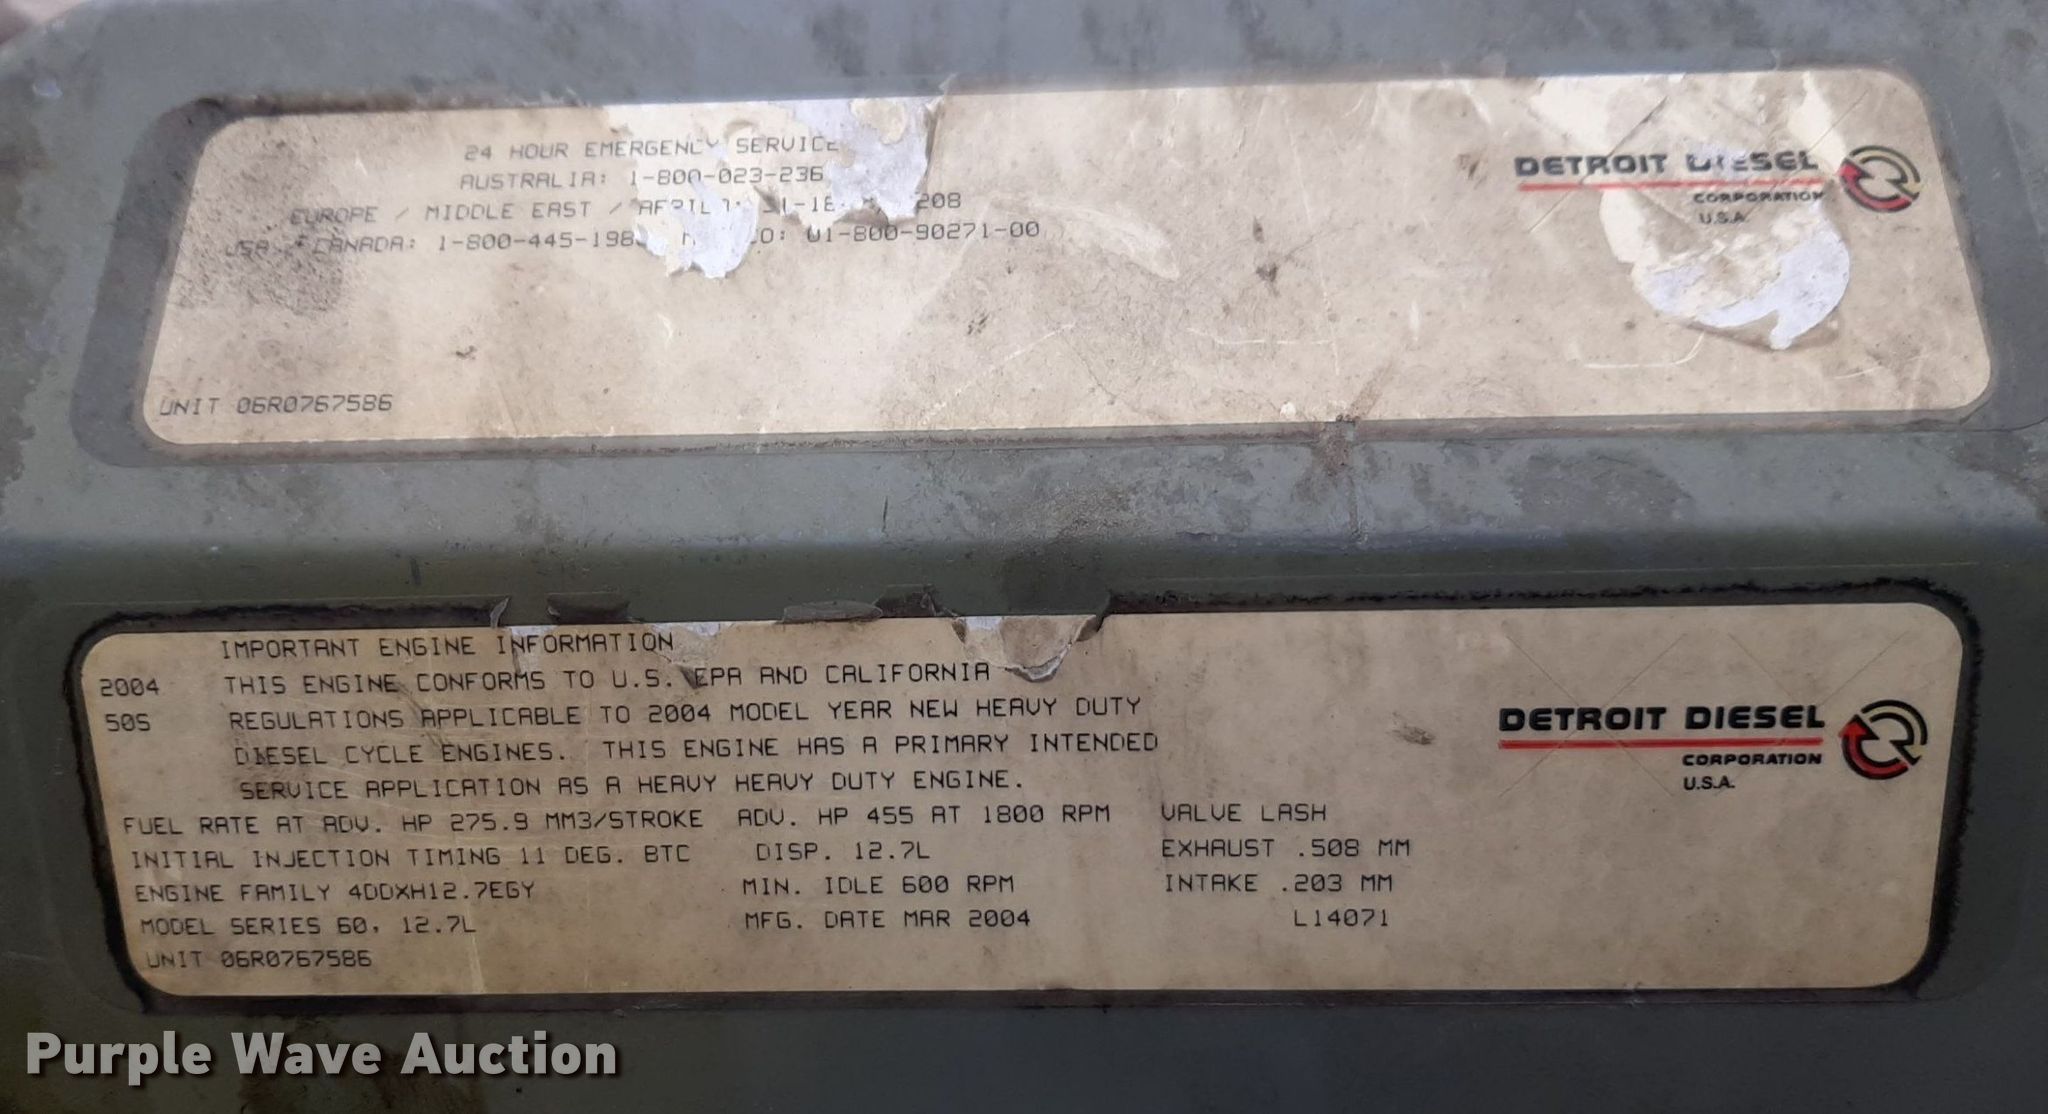 24 HOUR EMERGENCY SERVICE
AUSTRALIA: 1-800-023-236
EUROPE / MIDDLE EAST / 208
USA / CANADA: 1-800-445-198 01-800-90271-00
UNIT 06R0767586
DETROIT DIESEL
CORPORATION
U.S.A.
IMPORTANT ENGINE INFORMATION
2004 THIS ENGINE CONFORMS TO U.S. EPA AND CALIFORNIA
50S REGULATIONS APPLICABLE TO 2004 MODEL YEAR NEW HEAVY DUTY
DIESEL CYCLE ENGINES. THIS ENGINE HAS A PRIMARY INTENDED
SERVICE APPLICATION AS A HEAVY HEAVY DUTY ENGINE.
FUEL RATE AT ADV. HP 275.9 MM3/STROKE ADV. HP 455 AT 1800 RPM VALVE LASH
INITIAL INJECTION TIMING 11 DEG. BTC DISP. 12.7L EXHAUST .508 MM
ENGINE FAMILY 4DDXH12.7EGY MIN. IDLE 600 RPM INTAKE .203 MM
MODEL SERIES 60, 12.7L MFG. DATE MAR 2004 L14071
UNIT 06R0767586
DETROIT DIESEL
CORPORATION
U.S.A.
Purple Wave Auction